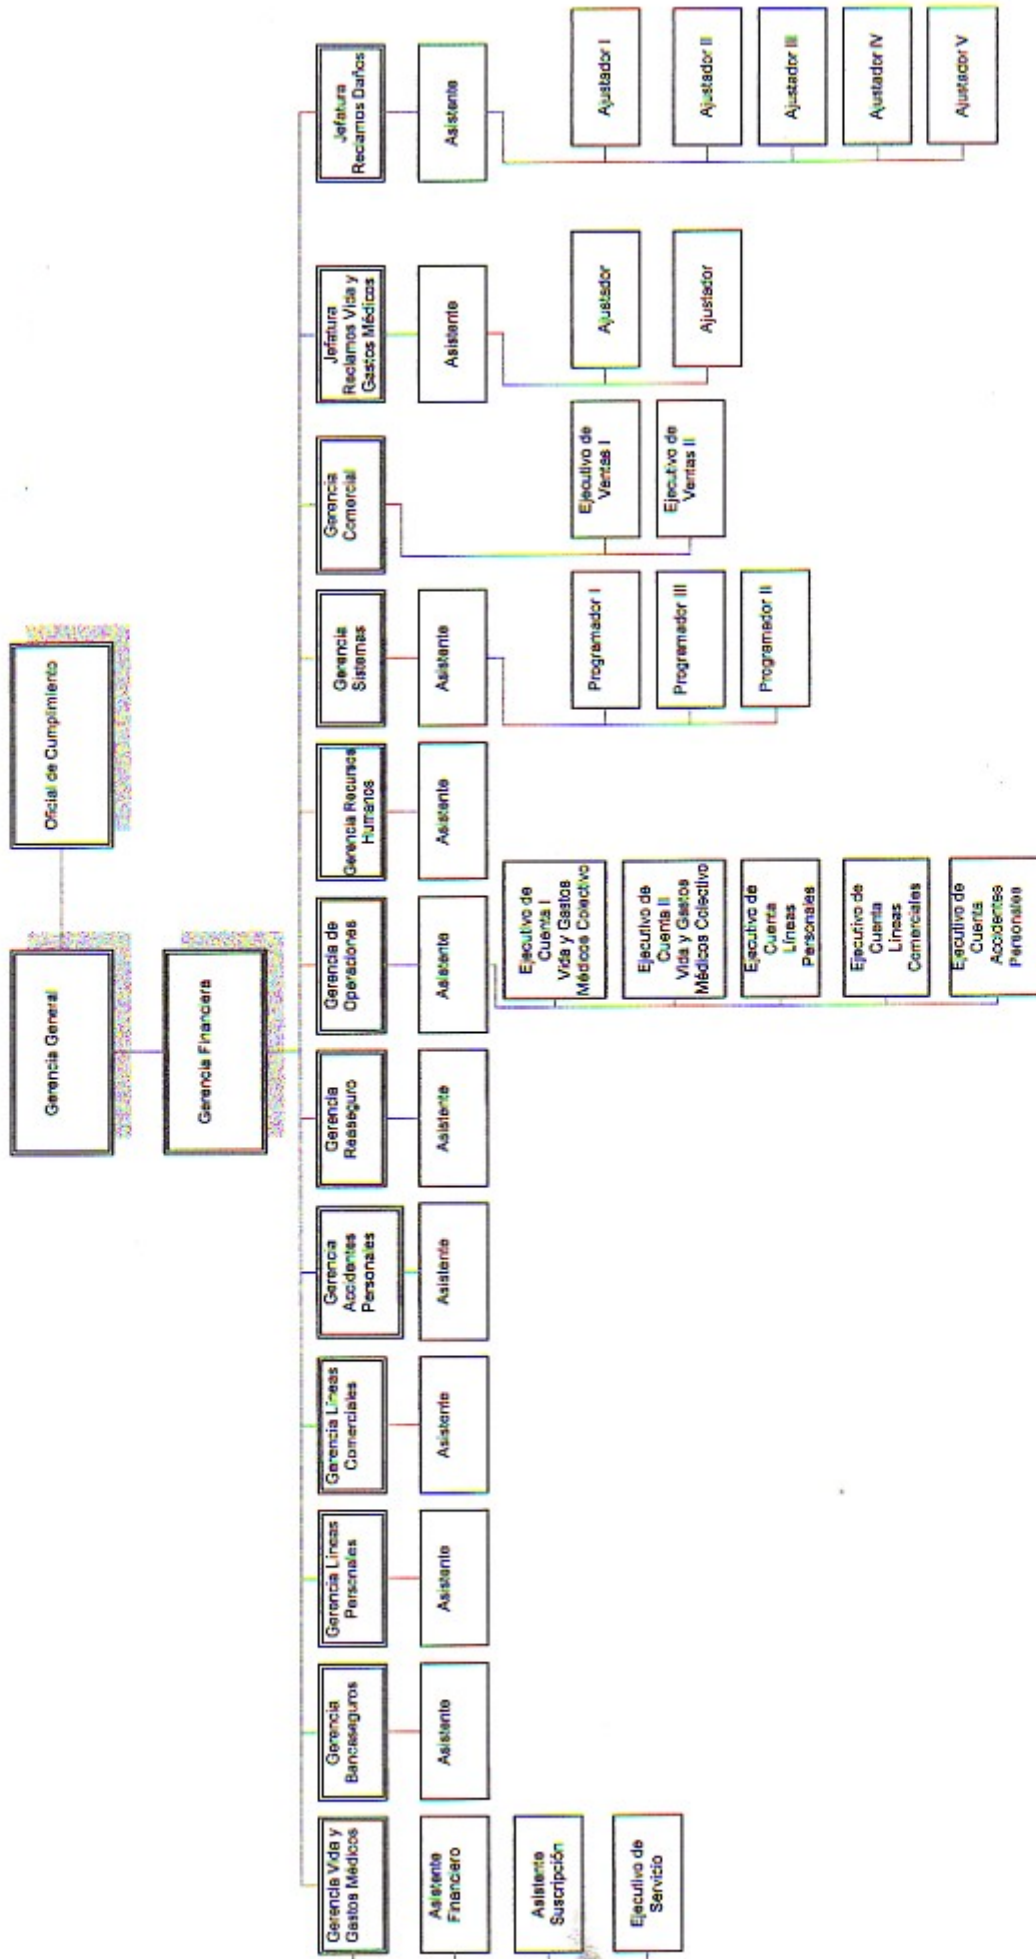 Gerencia General
Oficial de Cumplimiento
Gerencia Financiera
Gerencia Vida y
Gastos Médicos
Gerencia
Bancaseguros
Gerencia Líneas
Personales
Gerencia Líneas
Comerciales
Gerencia
Accidentes
Personales
Gerencia
Reaseguro
Gerencia de
Operaciones
Gerencia Recursos
Humanos
Gerencia
Sistemas
Gerencia
Comercial
Jefatura
Reclamos Vida y
Gastos Médicos
Jefatura
Reclamos Daños
Asistente
Financiero
Asistente
Asistente
Asistente
Asistente
Asistente
Asistente
Asistente
Asistente
Asistente
Asistente
Asistente
Suscripción
Ejecutivo de
Servicio
Ejecutivo de
Cuenta I
Vida y Gastos
Médicos Colectivo
Ejecutivo de
Cuenta II
Vida y Gastos
Médicos Colectivo
Ejecutivo de
Cuenta
Líneas
Personales
Ejecutivo de
Cuenta
Líneas
Comerciales
Ejecutivo de
Cuenta
Accidentes
Personales
Programador I
Programador III
Programador II
Ejecutivo de
Ventas I
Ejecutivo de
Ventas II
Ajustador
Ajustador
Ajustador I
Ajustador II
Ajustador III
Ajustador IV
Ajustador V